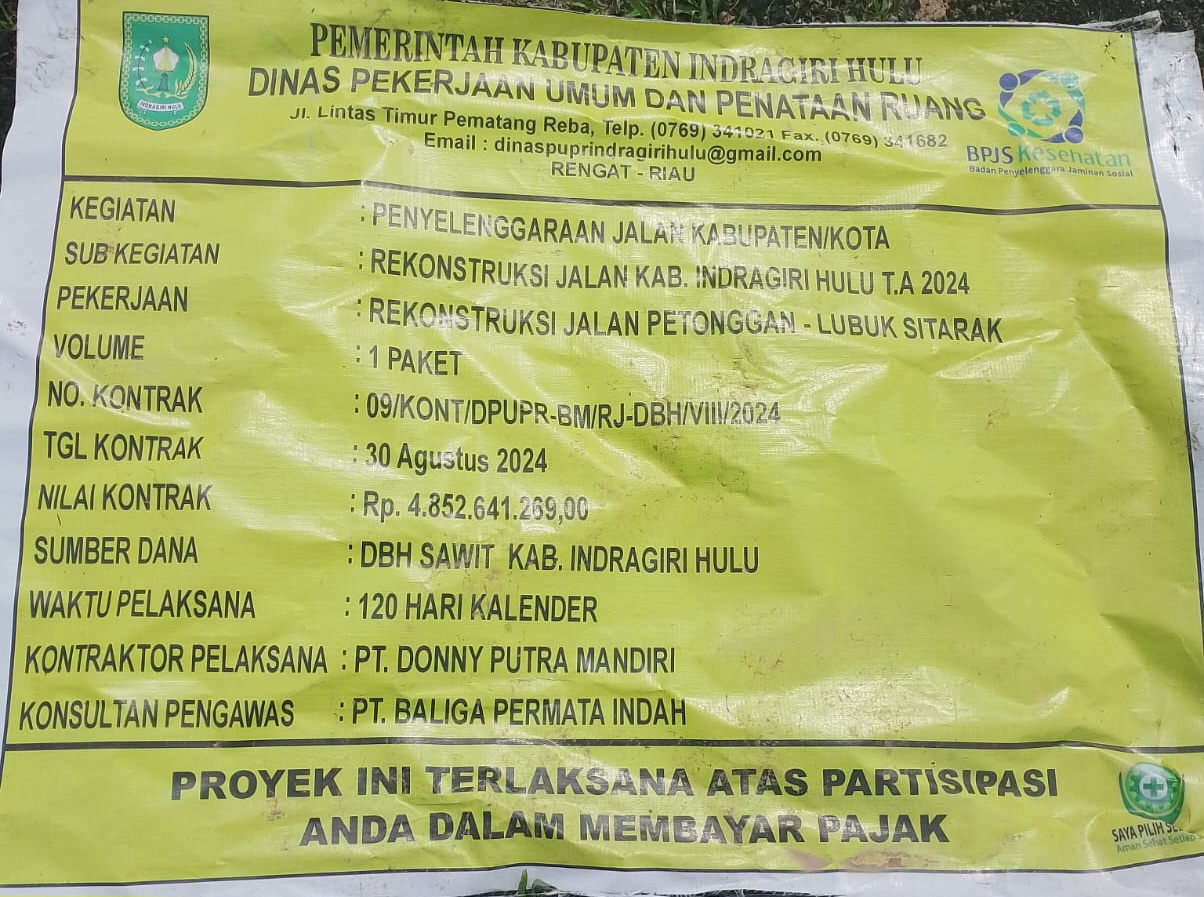 PEMERINTAH KABUPATEN INDRAGIRI HULU
DINAS PEKERJAAN UMUM DAN PENATAAN RUANG
Jl. Lintas Timur Pematang Reba, Telp. (0769) 341021 Fax. (0769) 341682
Email : dinaspuprindragirihulu@gmail.com
RENGAT - RIAU
INDRAGIRI HULU
BPJS Kesehatan
Badan Penyelenggara Jaminan Sosial
KEGIATAN : PENYELENGGARAAN JALAN KABUPATEN/KOTA
SUB KEGIATAN : REKONSTRUKSI JALAN KAB. INDRAGIRI HULU T.A 2024
PEKERJAAN : REKONSTRUKSI JALAN PETONGGAN - LUBUK SITARAK
VOLUME : 1 PAKET
NO. KONTRAK : 09/KONT/DPUPR-BM/RJ-DBH/VIII/2024
TGL KONTRAK : 30 Agustus 2024
NILAI KONTRAK : Rp. 4.852.641.269,00
SUMBER DANA : DBH SAWIT KAB. INDRAGIRI HULU
WAKTU PELAKSANA : 120 HARI KALENDER
KONTRAKTOR PELAKSANA : PT. DONNY PUTRA MANDIRI
KONSULTAN PENGAWAS : PT. BALIGA PERMATA INDAH
PROYEK INI TERLAKSANA ATAS PARTISIPASI
ANDA DALAM MEMBAYAR PAJAK
SAYA PILIH
Aman Sehat